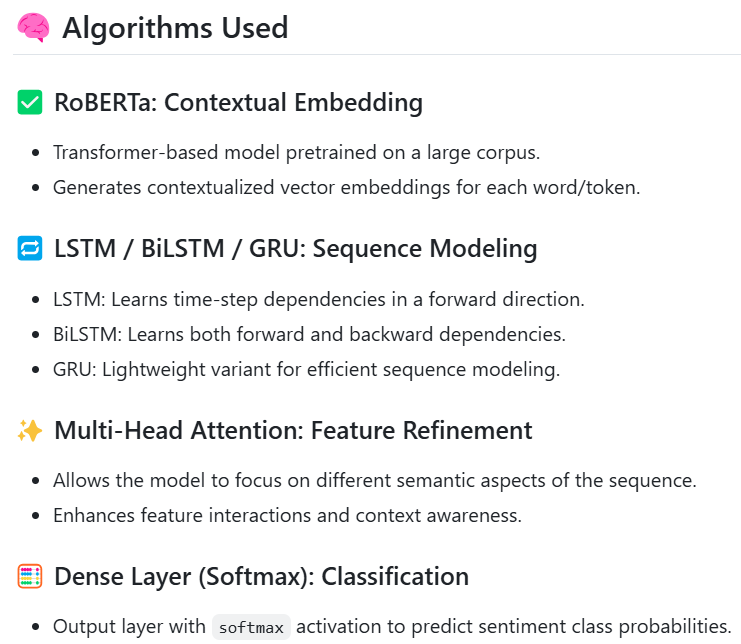 Algorithms Used
RoBERTa: Contextual Embedding
Transformer-based model pretrained on a large corpus.
Generates contextualized vector embeddings for each word/token.
LSTM / BiLSTM / GRU: Sequence Modeling
LSTM: Learns time-step dependencies in a forward direction.
BiLSTM: Learns both forward and backward dependencies.
GRU: Lightweight variant for efficient sequence modeling.
Multi-Head Attention: Feature Refinement
Allows the model to focus on different semantic aspects of the sequence.
Enhances feature interactions and context awareness.
Dense Layer (Softmax): Classification
Output layer with softmax activation to predict sentiment class probabilities.